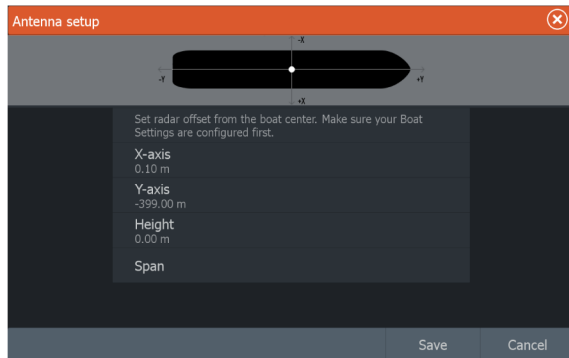 Antenna setup
-X
-Y
+Y
+X
Set radar offset from the boat center. Make sure your Boat
Settings are configured first.
X-axis
0.10 m
Y-axis
-399.00 m
Height
0.00 m
Span
Save
Cancel